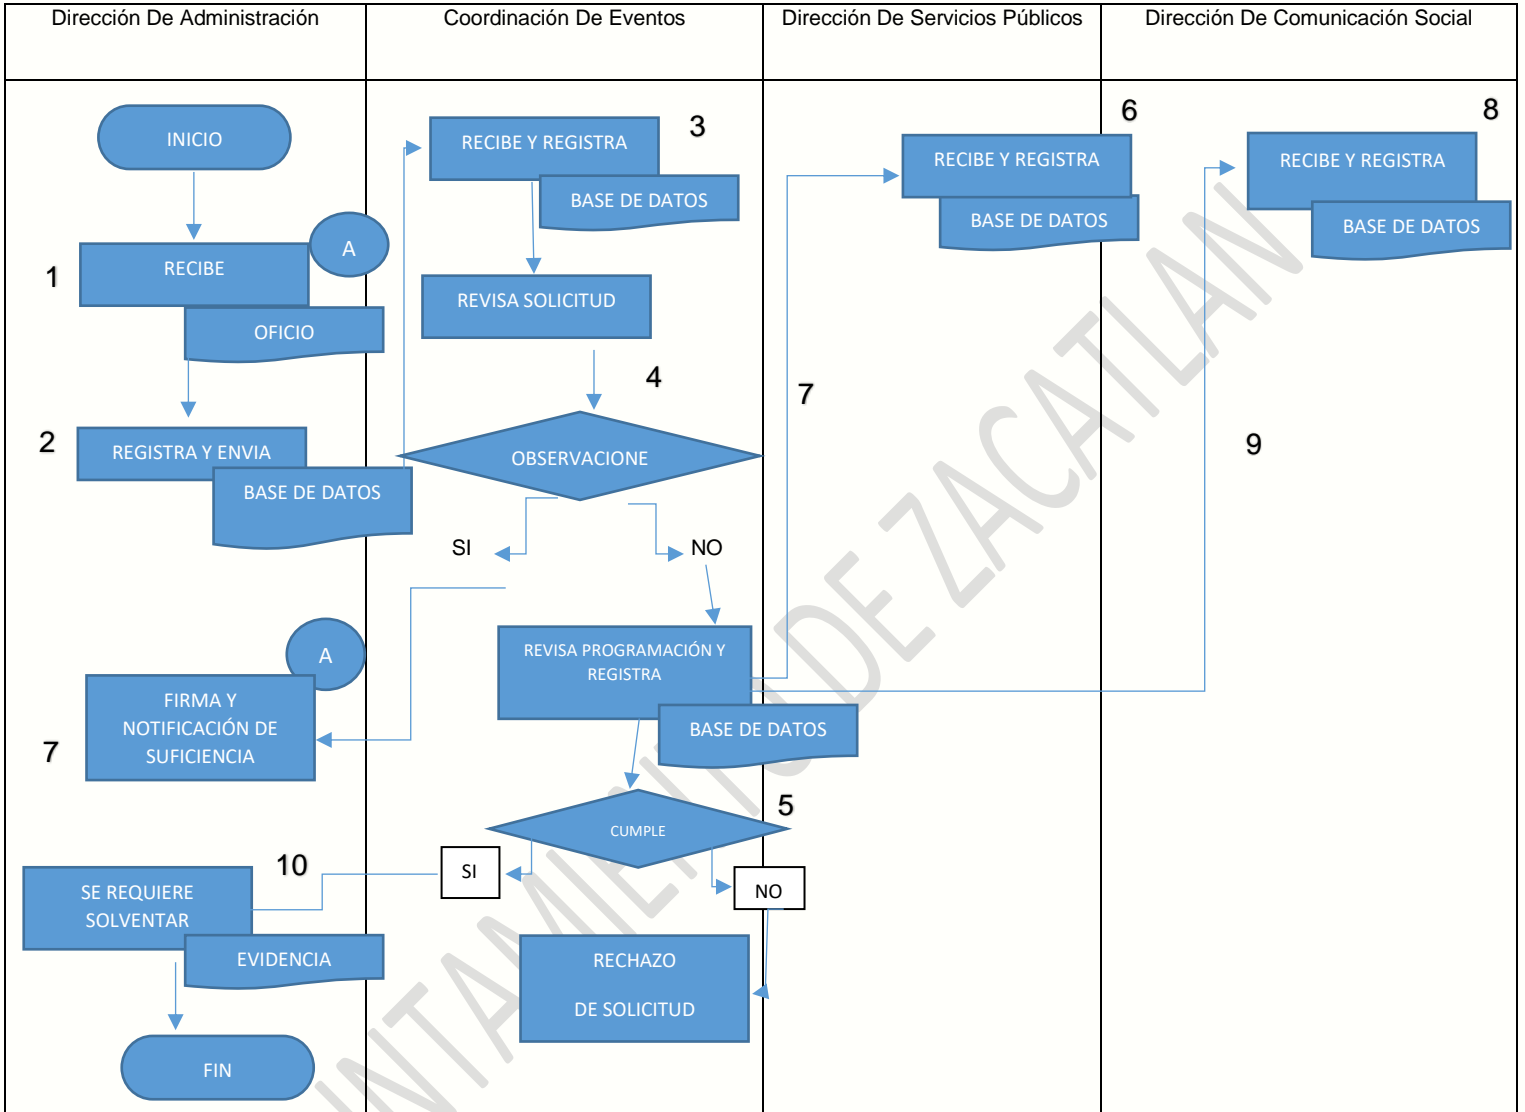 Dirección De Administración
Coordinación De Eventos
Dirección De Servicios Públicos
Dirección De Comunicación Social
INICIO
1
RECIBE
A
OFICIO
2
REGISTRA Y ENVIA
BASE DE DATOS
3
RECIBE Y REGISTRA
BASE DE DATOS
REVISA SOLICITUD
4
OBSERVACIONE
SI
NO
REVISA PROGRAMACIÓN Y
REGISTRA
BASE DE DATOS
5
CUMPLE
SI
NO
RECHAZO
DE SOLICITUD
6
RECIBE Y REGISTRA
BASE DE DATOS
7
8
RECIBE Y REGISTRA
BASE DE DATOS
9
A
7
FIRMA Y
NOTIFICACIÓN DE
SUFICIENCIA
10
SE REQUIERE
SOLVENTAR
EVIDENCIA
FIN
UNTAMIENTO DE ZACATLAN